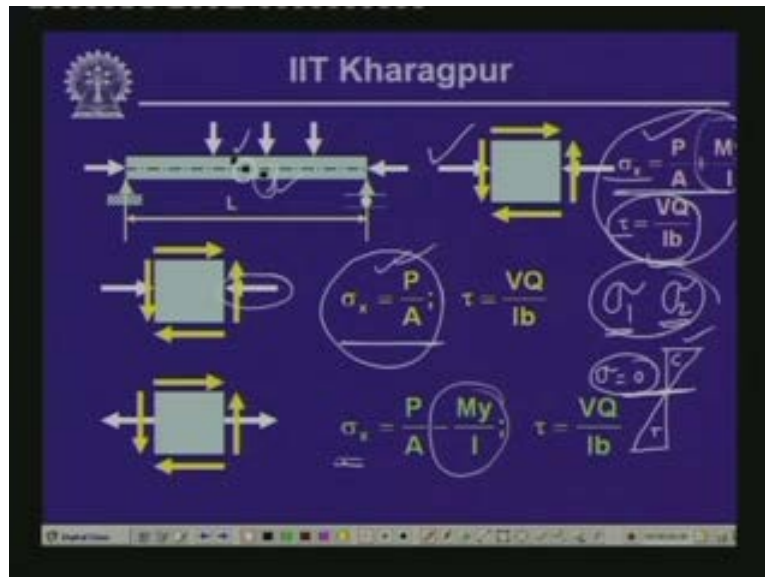 IIT Kharagpur
L
σx = P/A + My/I
τ = VQ/Ib
σx = P/A; τ = VQ/Ib
σ1 σ2
σ = 0
C
T
σx = P/A − My/I; τ = VQ/Ib